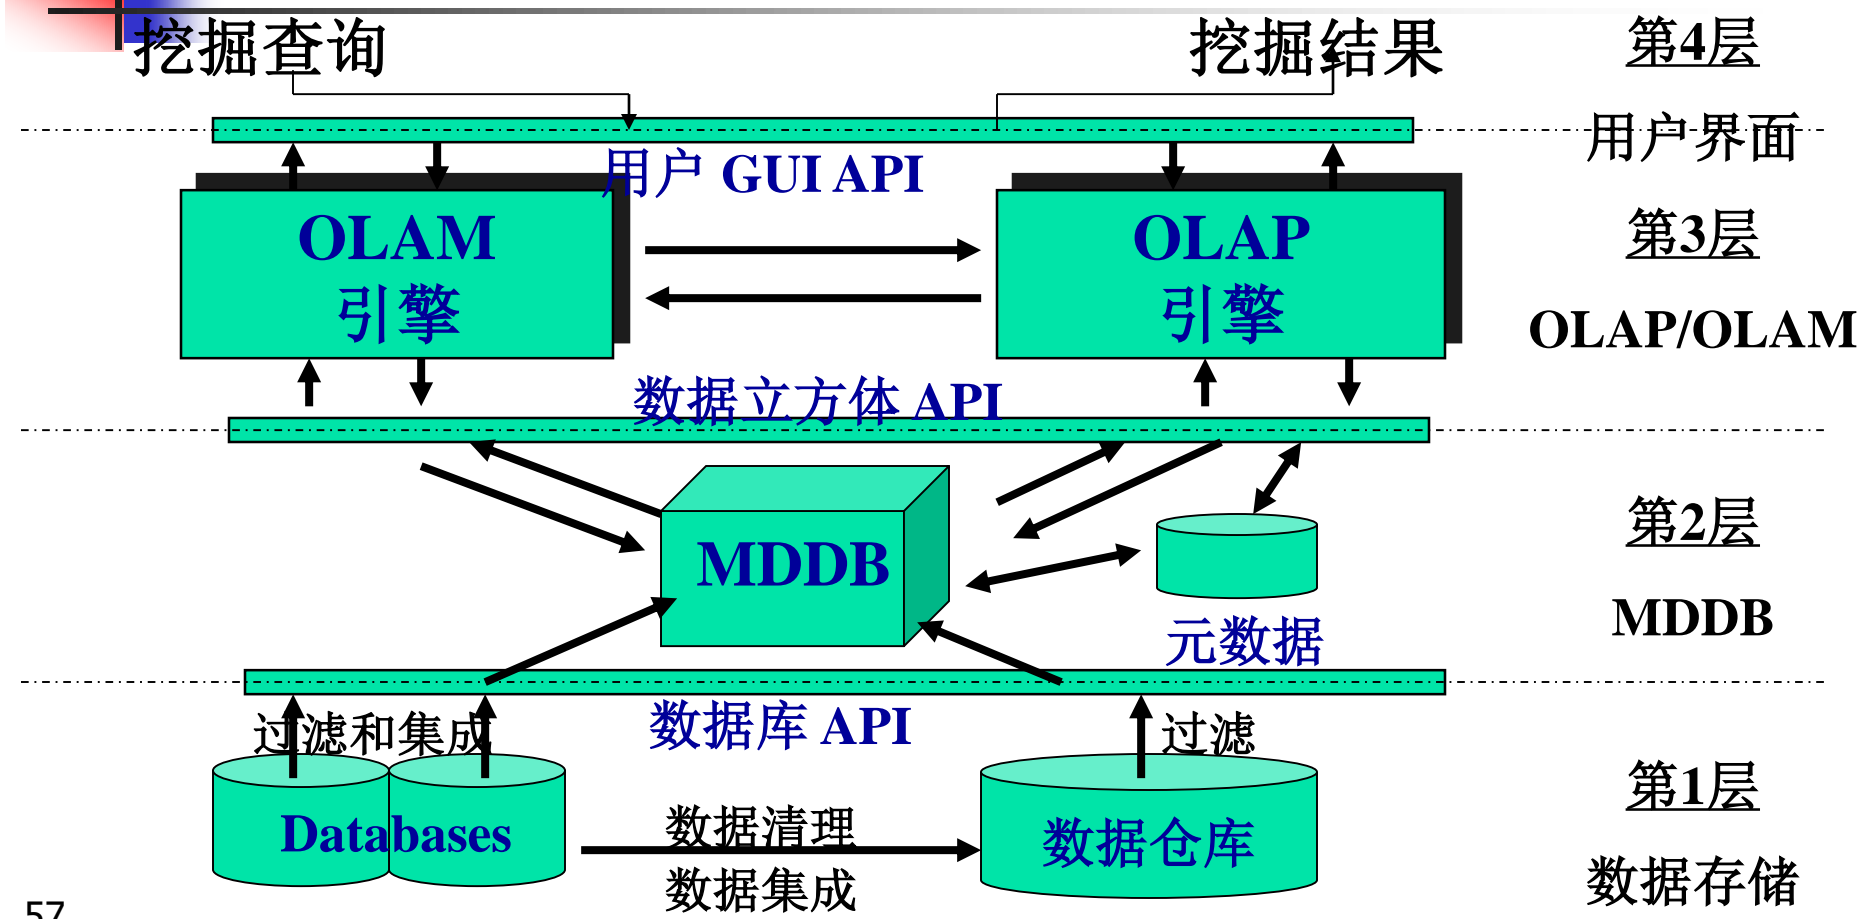 挖掘查询
挖掘结果
第4层
用户界面
用户 GUI API
OLAM
引擎
OLAP
引擎
第3层
OLAP/OLAM
数据立方体 API
MDDB
第2层
MDDB
元数据
过滤和集成
数据库 API
过滤
Databases
数据清理
数据集成
数据仓库
第1层
数据存储
57